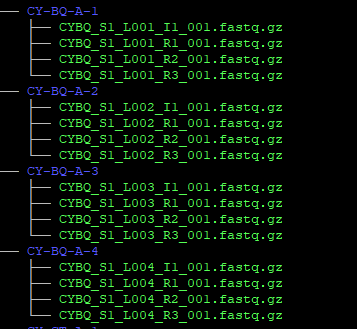 CY-BQ-A-1
CYBQ_S1_L001_I1_001.fastq.gz
CYBQ_S1_L001_R1_001.fastq.gz
CYBQ_S1_L001_R2_001.fastq.gz
CYBQ_S1_L001_R3_001.fastq.gz
CY-BQ-A-2
CYBQ_S1_L002_I1_001.fastq.gz
CYBQ_S1_L002_R1_001.fastq.gz
CYBQ_S1_L002_R2_001.fastq.gz
CYBQ_S1_L002_R3_001.fastq.gz
CY-BQ-A-3
CYBQ_S1_L003_I1_001.fastq.gz
CYBQ_S1_L003_R1_001.fastq.gz
CYBQ_S1_L003_R2_001.fastq.gz
CYBQ_S1_L003_R3_001.fastq.gz
CY-BQ-A-4
CYBQ_S1_L004_I1_001.fastq.gz
CYBQ_S1_L004_R1_001.fastq.gz
CYBQ_S1_L004_R2_001.fastq.gz
CYBQ_S1_L004_R3_001.fastq.gz